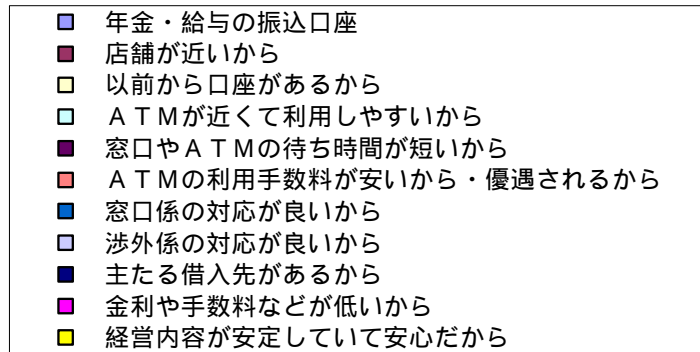 年金・給与の振込口座
店舗が近いから
以前から口座があるから
ＡＴＭが近くて利用しやすいから
窓口やＡＴＭの待ち時間が短いから
ＡＴＭの利用手数料が安いから・優遇されるから
窓口係の対応が良いから
渉外係の対応が良いから
主たる借入先があるから
金利や手数料などが低いから
経営内容が安定していて安心だから